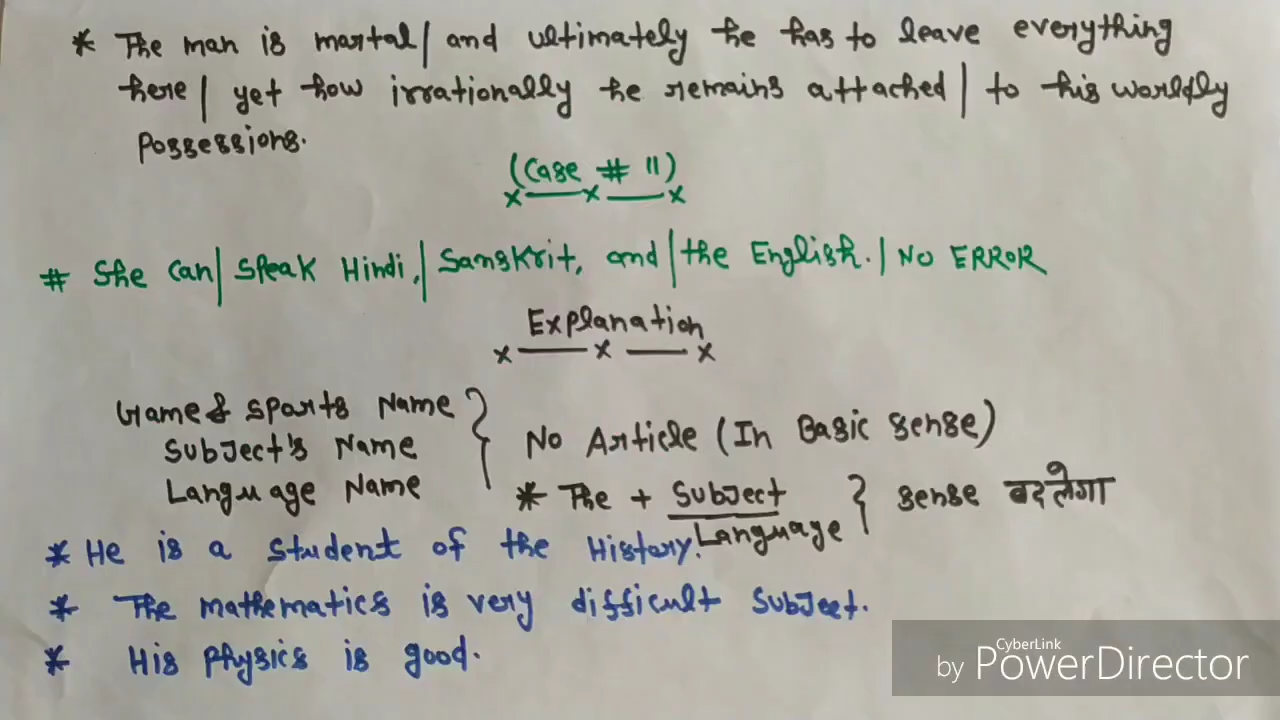 * The man is mortal/ and ultimately he has to leave everything
here/ yet how irrationally he remains attached/ to his worldly
Possessions.
(Case # 11)
x — x — x
# She Can/ Speak Hindi,/ Sanskrit, and/ the English./ NO ERROR
Explanation
x — x — x
Game & Sports Name
Subject's Name
Language Name
} No Article (In Basic sense)
* The + Subject
Language } sense बदलेगा
* He is a student of the History.
* The mathematics is very difficult Subject.
* His Physics is good.
CyberLink
by PowerDirector